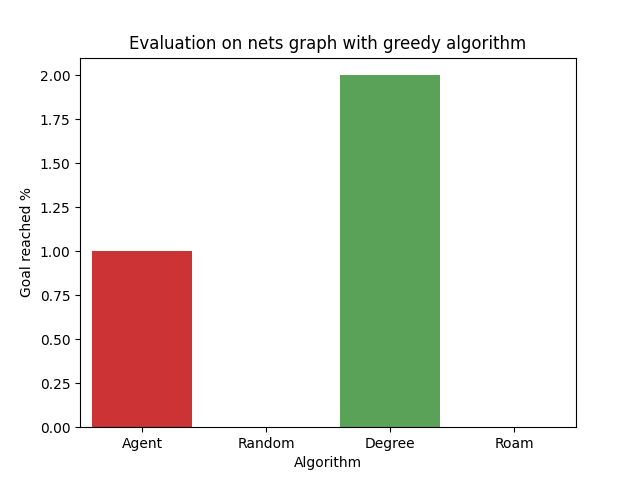 Evaluation on nets graph with greedy algorithm
2.00
1.75
1.50
1.25
1.00
0.75
0.50
0.25
0.00
Goal reached %
Agent Random Degree Roam
Algorithm